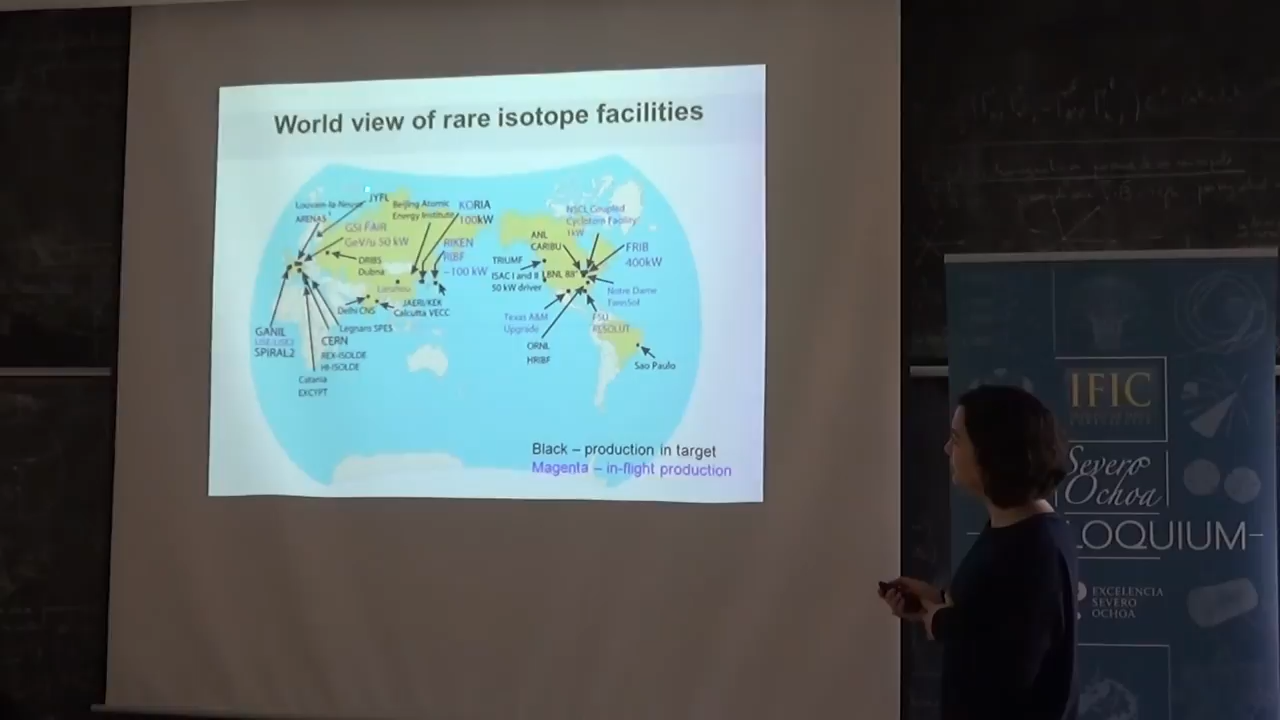 World view of rare isotope facilities
Louvain-la-Neuve
ARENAS
JYFL
Beijing Atomic
Energy Institute
KORIA
100kW
GSI FAIR
GeV/u 50 kW
DRIBS
Dubna
RIKEN
RIBF
~100 kW
Lanzhou
Delhi CNS
JAERI/KEK
Calcutta VECC
Legnaro SPES
GANIL
SPIRAL2
CERN
REX-ISOLDE
HI-ISOLDE
Catania
EXCYPT
NSCL Coupled
Cyclotron Facility
1kW
ANL
CARIBU
FRIB
400kW
TRIUMF
ISAC I and II
50 kW driver
LBNL 88"
Notre Dame
TwinSol
Texas A&M
Upgrade
FSU
RESOLUT
ORNL
HRIBF
Sao Paulo
Black – production in target
Magenta – in-flight production
IFIC
Severo
Ochoa
LOQUIUM
EXCELENCIA
SEVERO
OCHOA